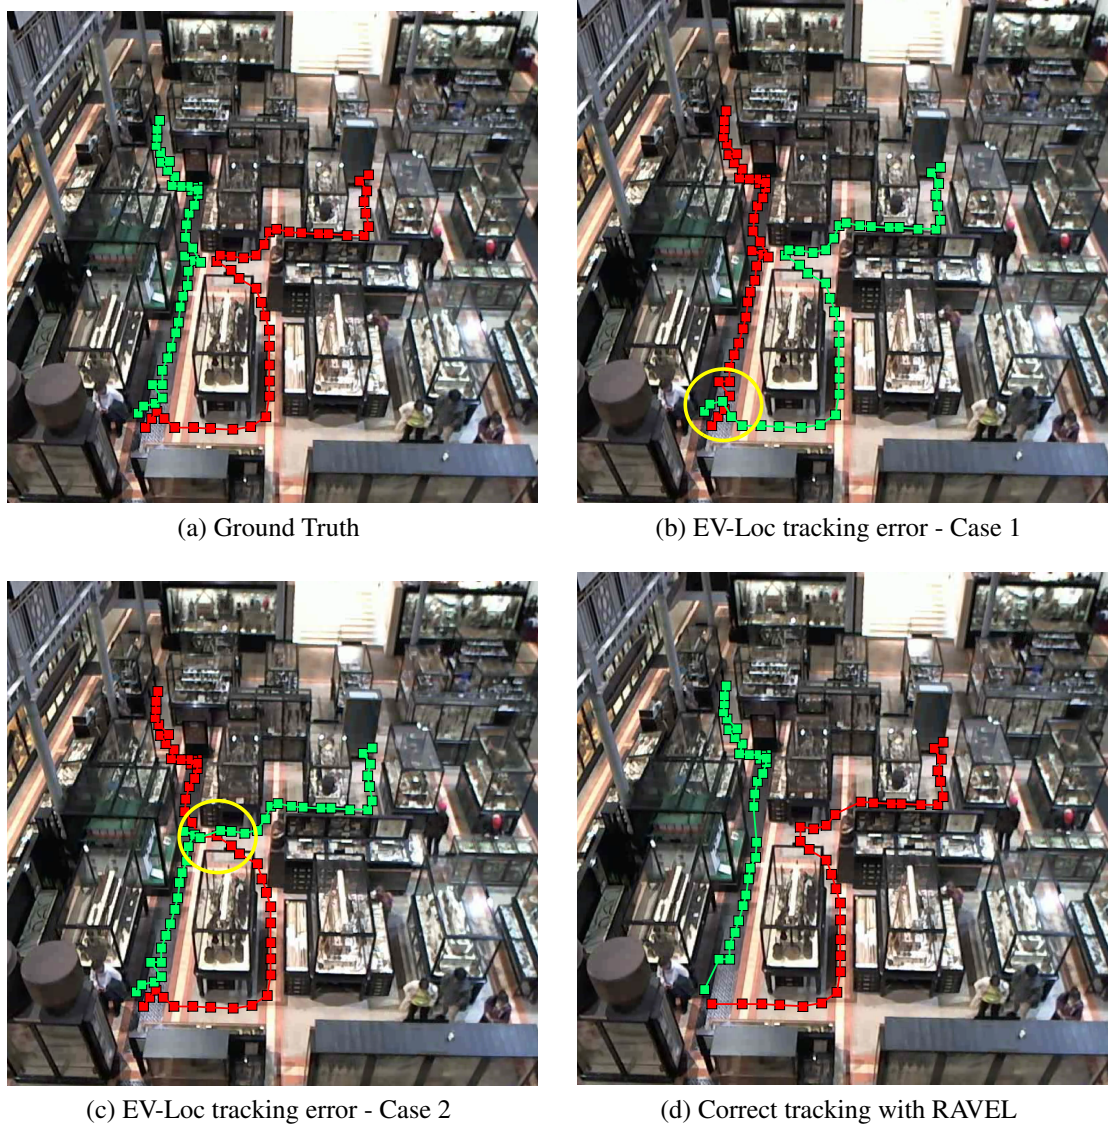 (a) Ground Truth
(b) EV-Loc tracking error - Case 1
(c) EV-Loc tracking error - Case 2
(d) Correct tracking with RAVEL